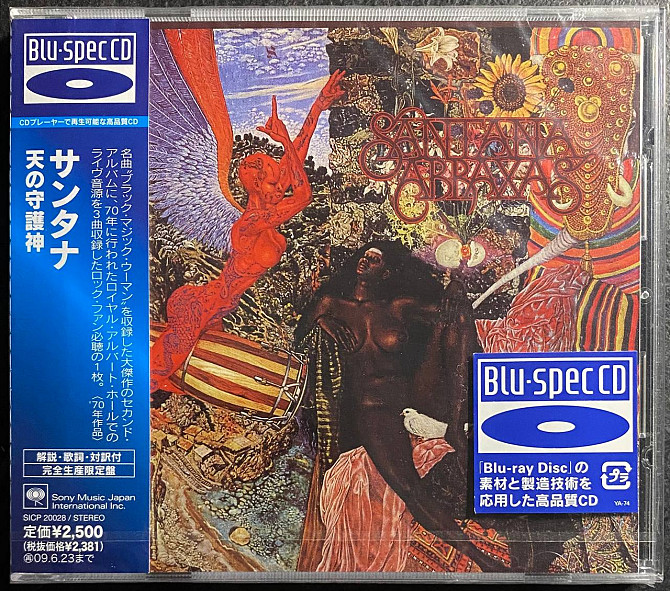 Blu-spec CD
CDプレーヤーで再生可能な高品質CD
サンタナ
天の守護神
名曲“ブラック・マジック・ウーマン”を収録した大傑作のセカンド・
アルバムに、70年に行われたロイヤル・アルバート・ホールでの
ライヴ音源を3曲収録したロック・ファン必聴の1枚。〈'70年作品〉
解説・歌詞・対訳付
完全生産限定盤
Sony Music Japan
International Inc.
SICP 20028 / STEREO
定価¥2,500
(税抜価格¥2,381)
09.6.23まで
SANTANA
ABRAXAS
Blu-spec CD
「Blu-ray Disc」の
素材と製造技術を
応用した高品質CD
プラ
YA-74